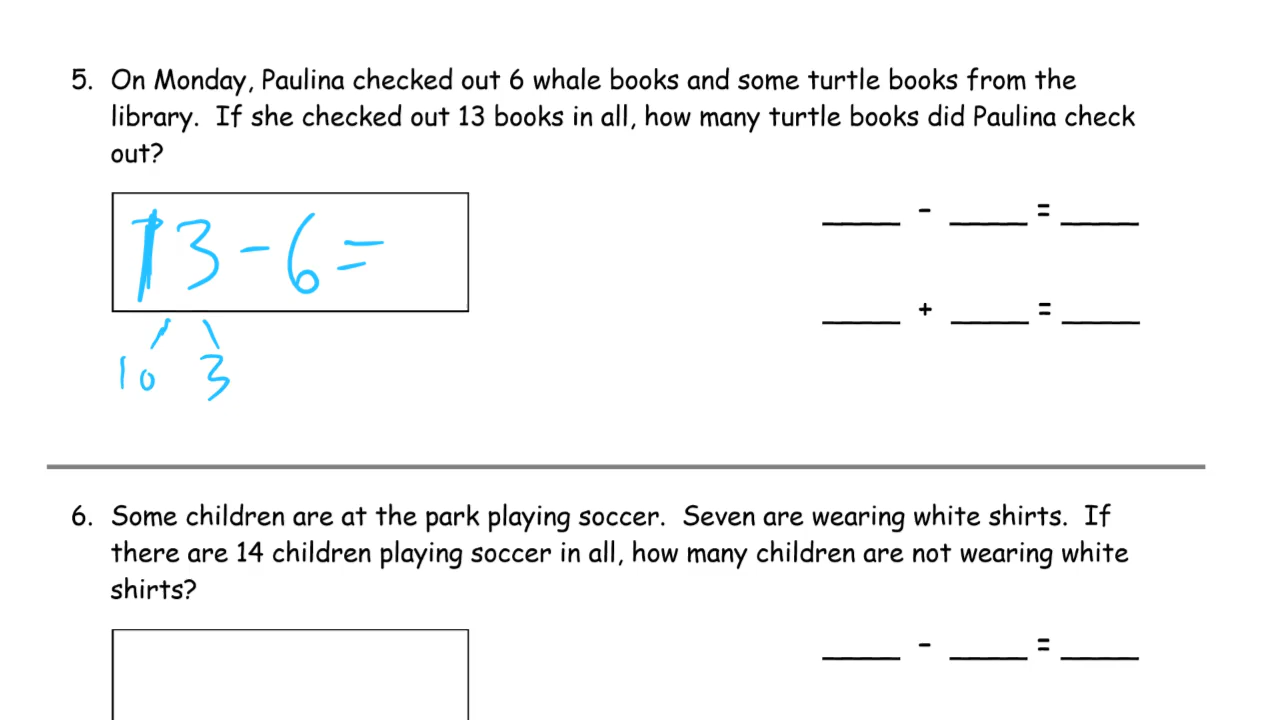 5. On Monday, Paulina checked out 6 whale books and some turtle books from the
library. If she checked out 13 books in all, how many turtle books did Paulina check
out?
13-6=
10 3
____ - ____ = ____
____ + ____ = ____
6. Some children are at the park playing soccer. Seven are wearing white shirts. If
there are 14 children playing soccer in all, how many children are not wearing white
shirts?
____ - ____ = ____